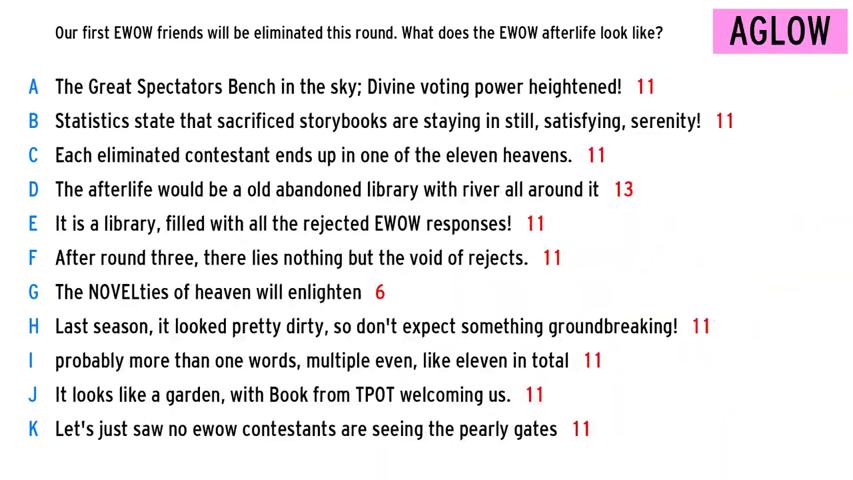 Our first EWOW friends will be eliminated this round. What does the EWOW afterlife look like?
AGLOW
A The Great Spectators Bench in the sky; Divine voting power heightened! 11
B Statistics state that sacrificed storybooks are staying in still, satisfying, serenity! 11
C Each eliminated contestant ends up in one of the eleven heavens. 11
D The afterlife would be a old abandoned library with river all around it 13
E It is a library, filled with all the rejected EWOW responses! 11
F After round three, there lies nothing but the void of rejects. 11
G The NOVELties of heaven will enlighten 6
H Last season, it looked pretty dirty, so don't expect something groundbreaking! 11
I probably more than one words, multiple even, like eleven in total 11
J It looks like a garden, with Book from TPOT welcoming us. 11
K Let's just saw no ewow contestants are seeing the pearly gates 11